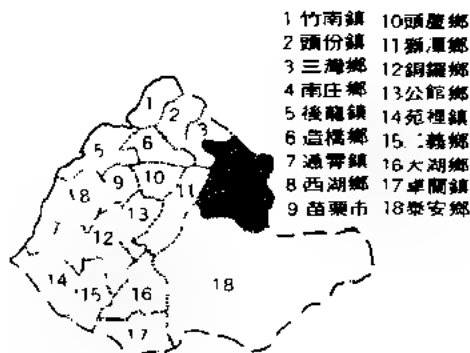 1 竹南鎮
2 頭份鎮
3 三灣鄉
4 南庄鄉
5 後龍鎮
6 造橋鄉
7 通霄鎮
8 西湖鄉
9 苗栗市
10頭屋鄉
11獅潭鄉
12銅鑼鄉
13公館鄉
14苑裡鎮
15三義鄉
16大湖鄉
17卓蘭鎮
18泰安鄉
1
2
3
6
5
9
10
11
8
13
7
12
14
15
16
18
17